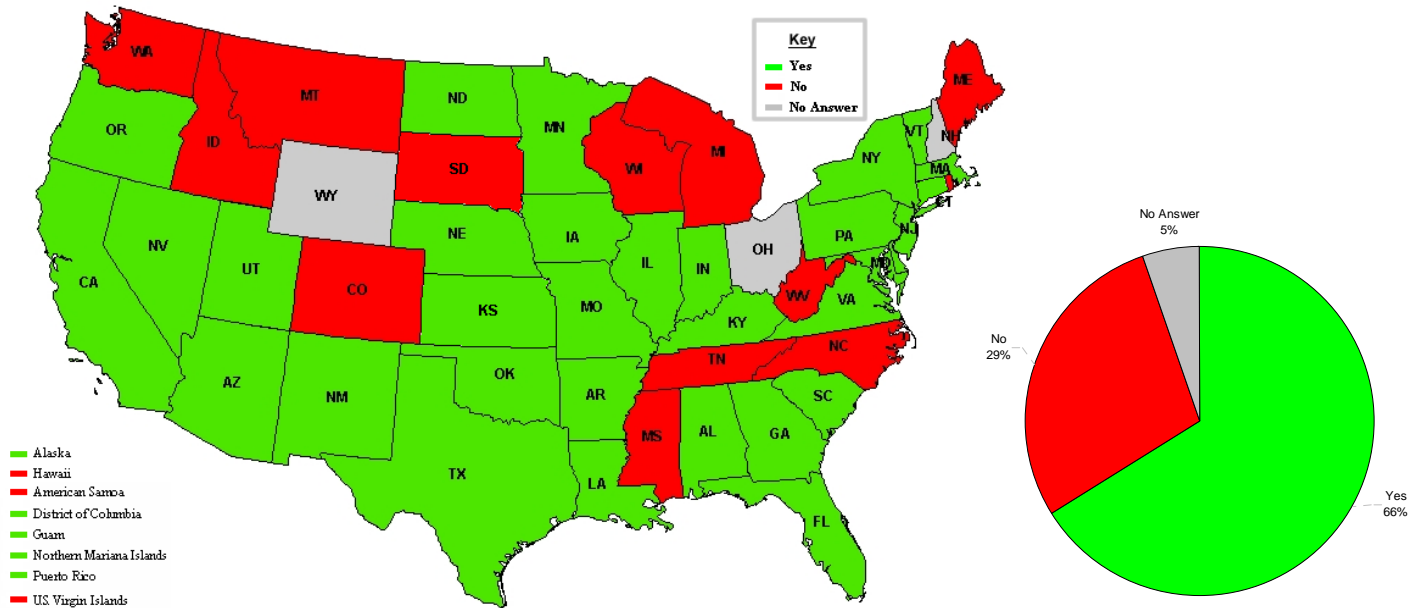 Key
Yes
No
No Answer
WA
MT
ND
MN
ME
OR
ID
SD
WI
MI
VT
NH
NY
MA
CT
WY
NE
IA
PA
NJ
NV
UT
CO
IL
IN
OH
MD
CA
KS
MO
KY
WV
VA
AZ
NM
OK
AR
TN
NC
SC
MS
AL
GA
TX
LA
FL
Alaska
Hawaii
American Samoa
District of Columbia
Guam
Northern Mariana Islands
Puerto Rico
U.S. Virgin Islands
No Answer
5%
No
29%
Yes
66%